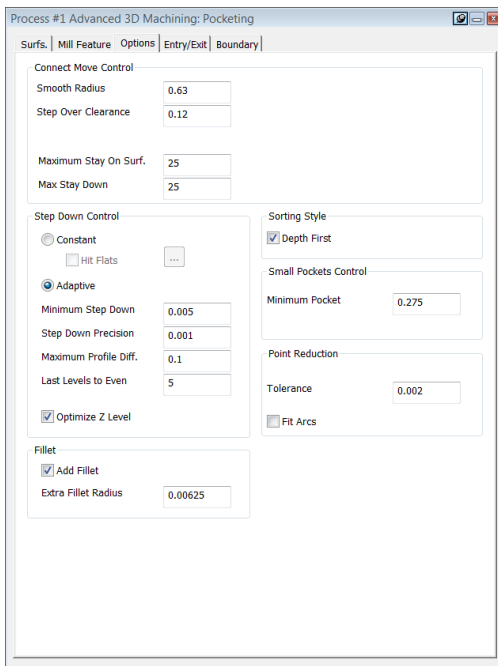 Process #1 Advanced 3D Machining: Pocketing
Surfs. Mill Feature Options Entry/Exit Boundary
Connect Move Control
Smooth Radius 0.63
Step Over Clearance 0.12
Maximum Stay On Surf. 25
Max Stay Down 25
Step Down Control
Constant
Hit Flats ...
Adaptive
Minimum Step Down 0.005
Step Down Precision 0.001
Maximum Profile Diff. 0.1
Last Levels to Even 5
Optimize Z Level
Sorting Style
Depth First
Small Pockets Control
Minimum Pocket 0.275
Point Reduction
Tolerance 0.002
Fit Arcs
Fillet
Add Fillet
Extra Fillet Radius 0.00625